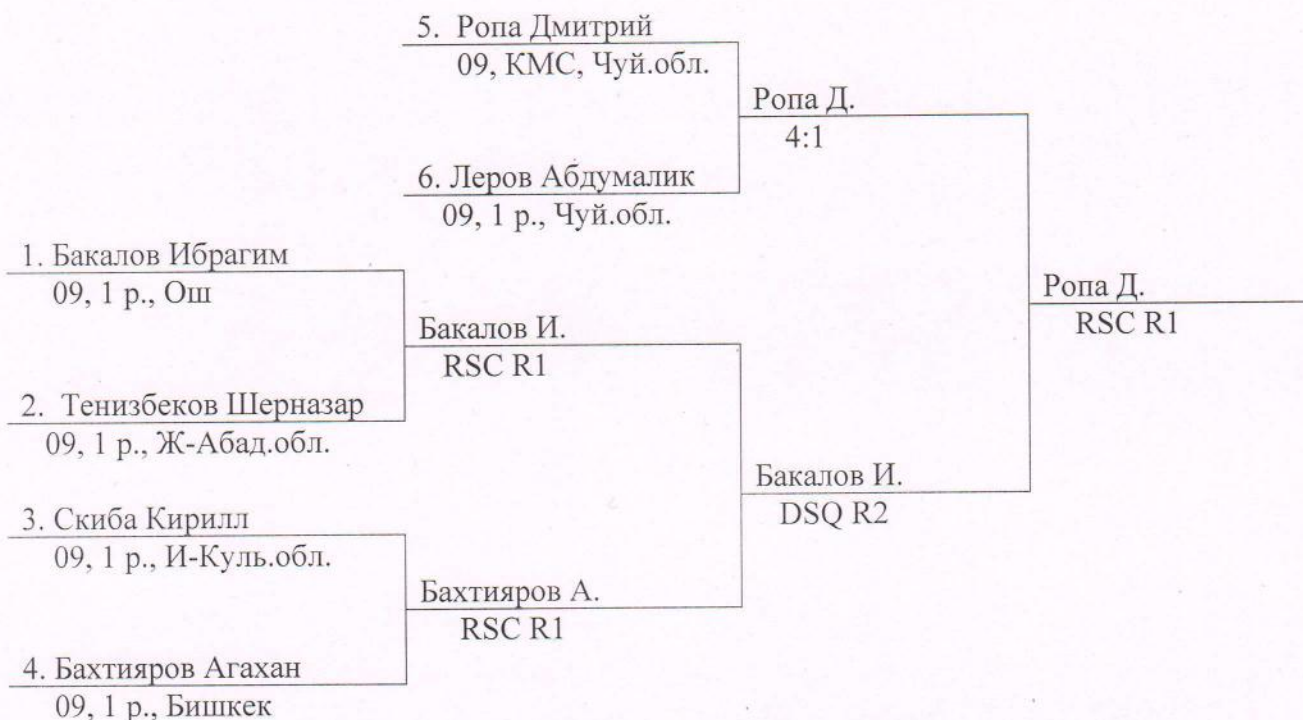 5. Ропа Дмитрий
09, КМС, Чуй.обл.
Ропа Д.
4:1
6. Леров Абдумалик
09, 1 р., Чуй.обл.
1. Бакалов Ибрагим
09, 1 р., Ош
Ропа Д.
RSC R1
Бакалов И.
RSC R1
2. Тенизбеков Шерназар
09, 1 р., Ж-Абад.обл.
Бакалов И.
DSQ R2
3. Скиба Кирилл
09, 1 р., И-Куль.обл.
Бахтияров А.
RSC R1
4. Бахтияров Агахан
09, 1 р., Бишкек